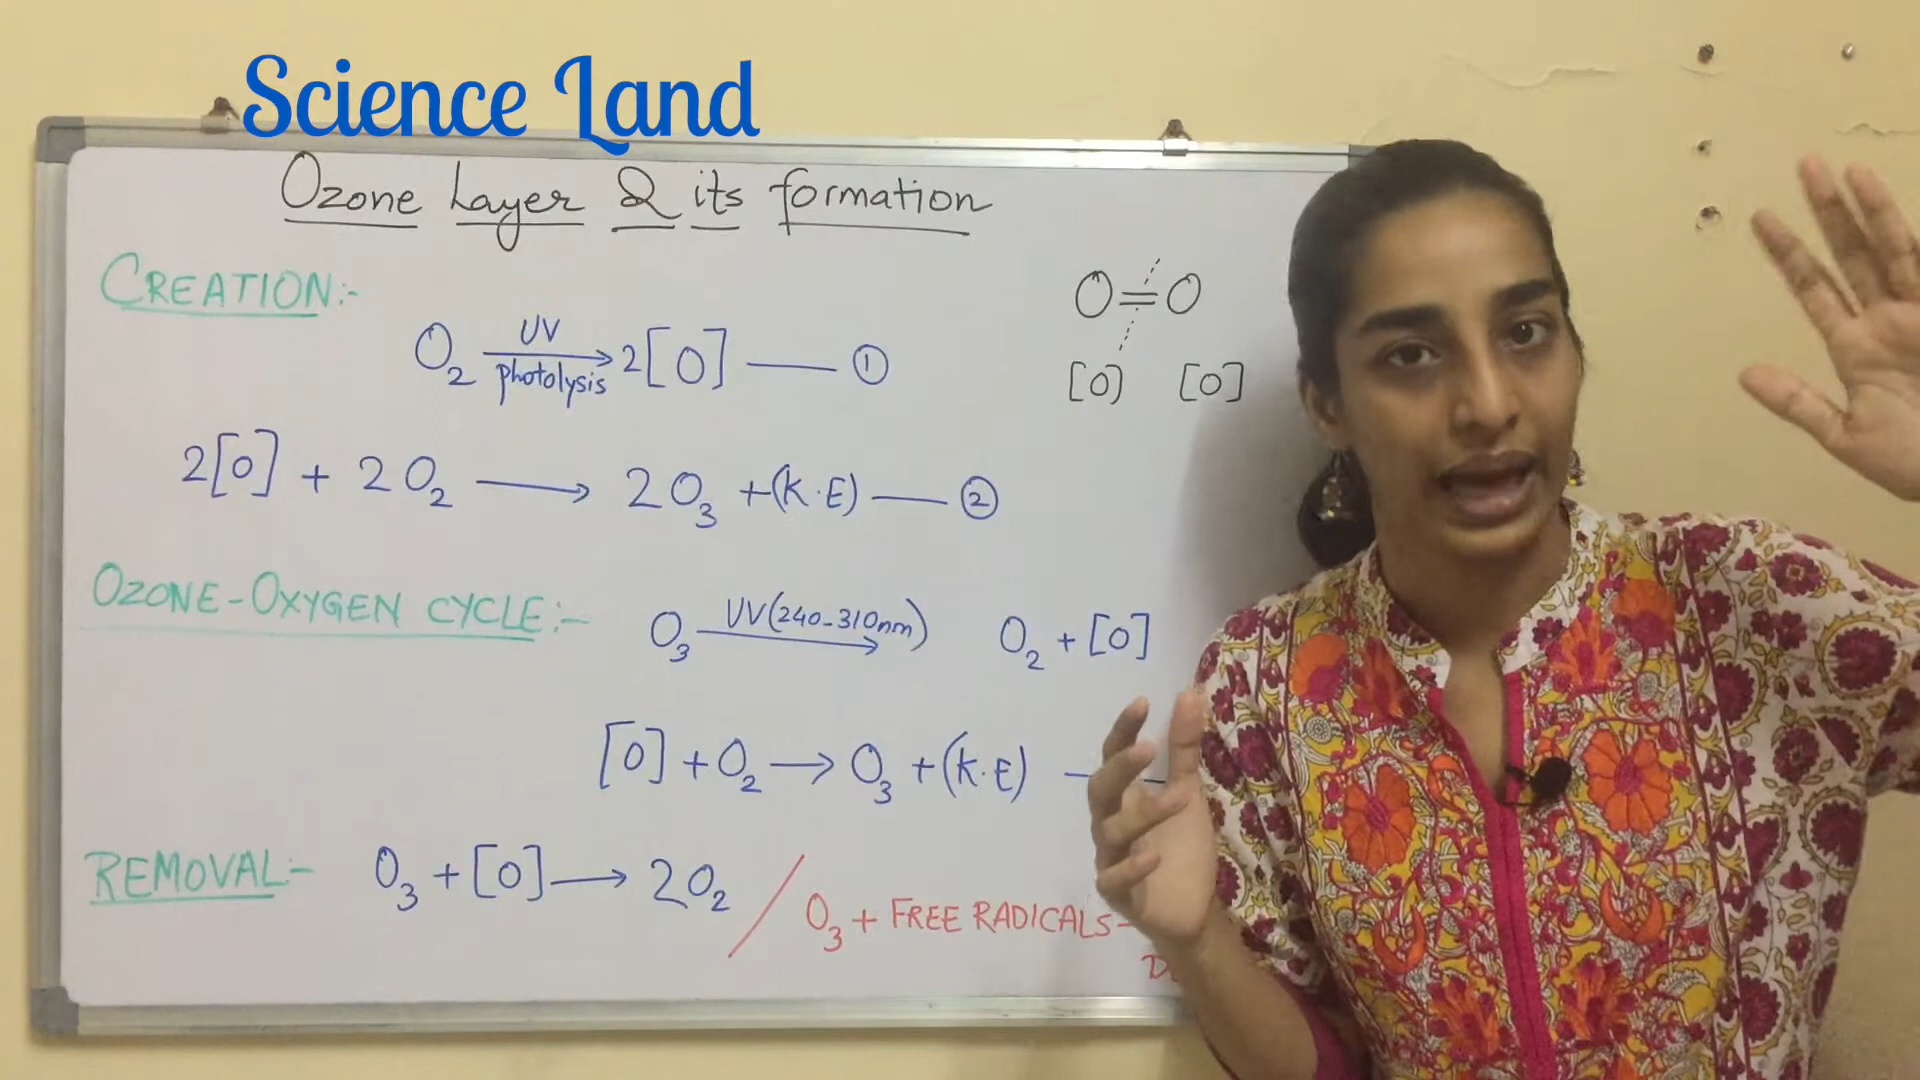 Science Land
Ozone Layer & its formation
CREATION:-
O=O
O₂ UV photolysis → 2[O] — ①
[O] [O]
2[O] + 2O₂ → 2O₃ + (K.E) — ②
OZONE-OXYGEN CYCLE:-
O₃ UV(240-310nm) → O₂ + [O]
[O] + O₂ → O₃ + (K.E) —
REMOVAL:- O₃ + [O] → 2O₂ / O₃ + FREE RADICALS-